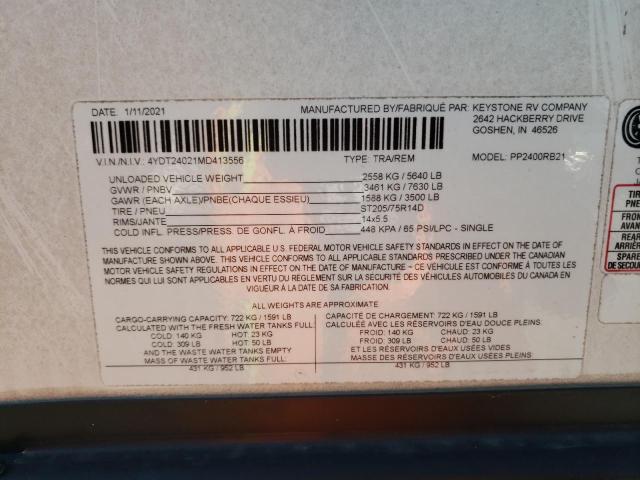 DATE: 1/11/2021
MANUFACTURED BY/FABRIQUÉ PAR: KEYSTONE RV COMPANY
2642 HACKBERRY DRIVE
GOSHEN, IN 46526
V.I.N./N.I.V.: 4YDT24021MD413556 TYPE: TRA/REM MODEL: PP2400RB21
UNLOADED VEHICLE WEIGHT 2558 KG / 5640 LB
GVWR / PNBV 3461 KG / 7630 LB
GAWR (EACH AXLE)/PNBE(CHAQUE ESSIEU) 1588 KG / 3500 LB
TIRE / PNEU ST205/75R14D
RIMS/JANTE 14x5.5
COLD INFL. PRESS/PRESS. DE GONFL. À FROID 448 KPA / 65 PSI/LPC - SINGLE
THIS VEHICLE CONFORMS TO ALL APPLICABLE U.S. FEDERAL MOTOR VEHICLE SAFETY STANDARDS IN EFFECT ON THE DATE OF
MANUFACTURE SHOWN ABOVE. THIS VEHICLE CONFORMS TO ALL APPLICABLE STANDARDS PRESCRIBED UNDER THE CANADIAN
MOTOR VEHICLE SAFETY REGULATIONS IN EFFECT ON THE DATE OF MANUFACTURE ~ CE VÉHICULE EST CONFORME À TOUTES LES
NORMES QUI LUI SONT APPLICABLES EN VERTU DU RÈGLEMENT SUR LA SÉCURITÉ DES VÉHICULES AUTOMOBILES DU CANADA EN
VIGUEUR À LA DATE DE SA FABRICATION.
ALL WEIGHTS ARE APPROXIMATE
CARGO-CARRYING CAPACITY: 722 KG / 1591 LB
CALCULATED WITH THE FRESH WATER TANKS FULL:
COLD: 140 KG HOT: 23 KG
COLD: 309 LB HOT: 50 LB
AND THE WASTE WATER TANKS EMPTY
MASS OF WASTE WATER TANKS FULL:
431 KG / 952 LB
CAPACITÉ DE CHARGEMENT: 722 KG / 1591 LB
CALCULÉE AVEC LES RÉSERVOIRS D'EAU DOUCE PLEINS:
FROID: 140 KG CHAUD: 23 KG
FROID: 309 LB CHAUD: 50 LB
ET LES RÉSERVOIRS D'EAUX USÉES VIDES
MASSE DES RÉSERVOIRS D'EAUX USÉES PLEINS:
431 KG / 952 LB
TIRE
PNEU
FRONT
AVANT
REAR
ARRIÈR
SPARE
DE SECO